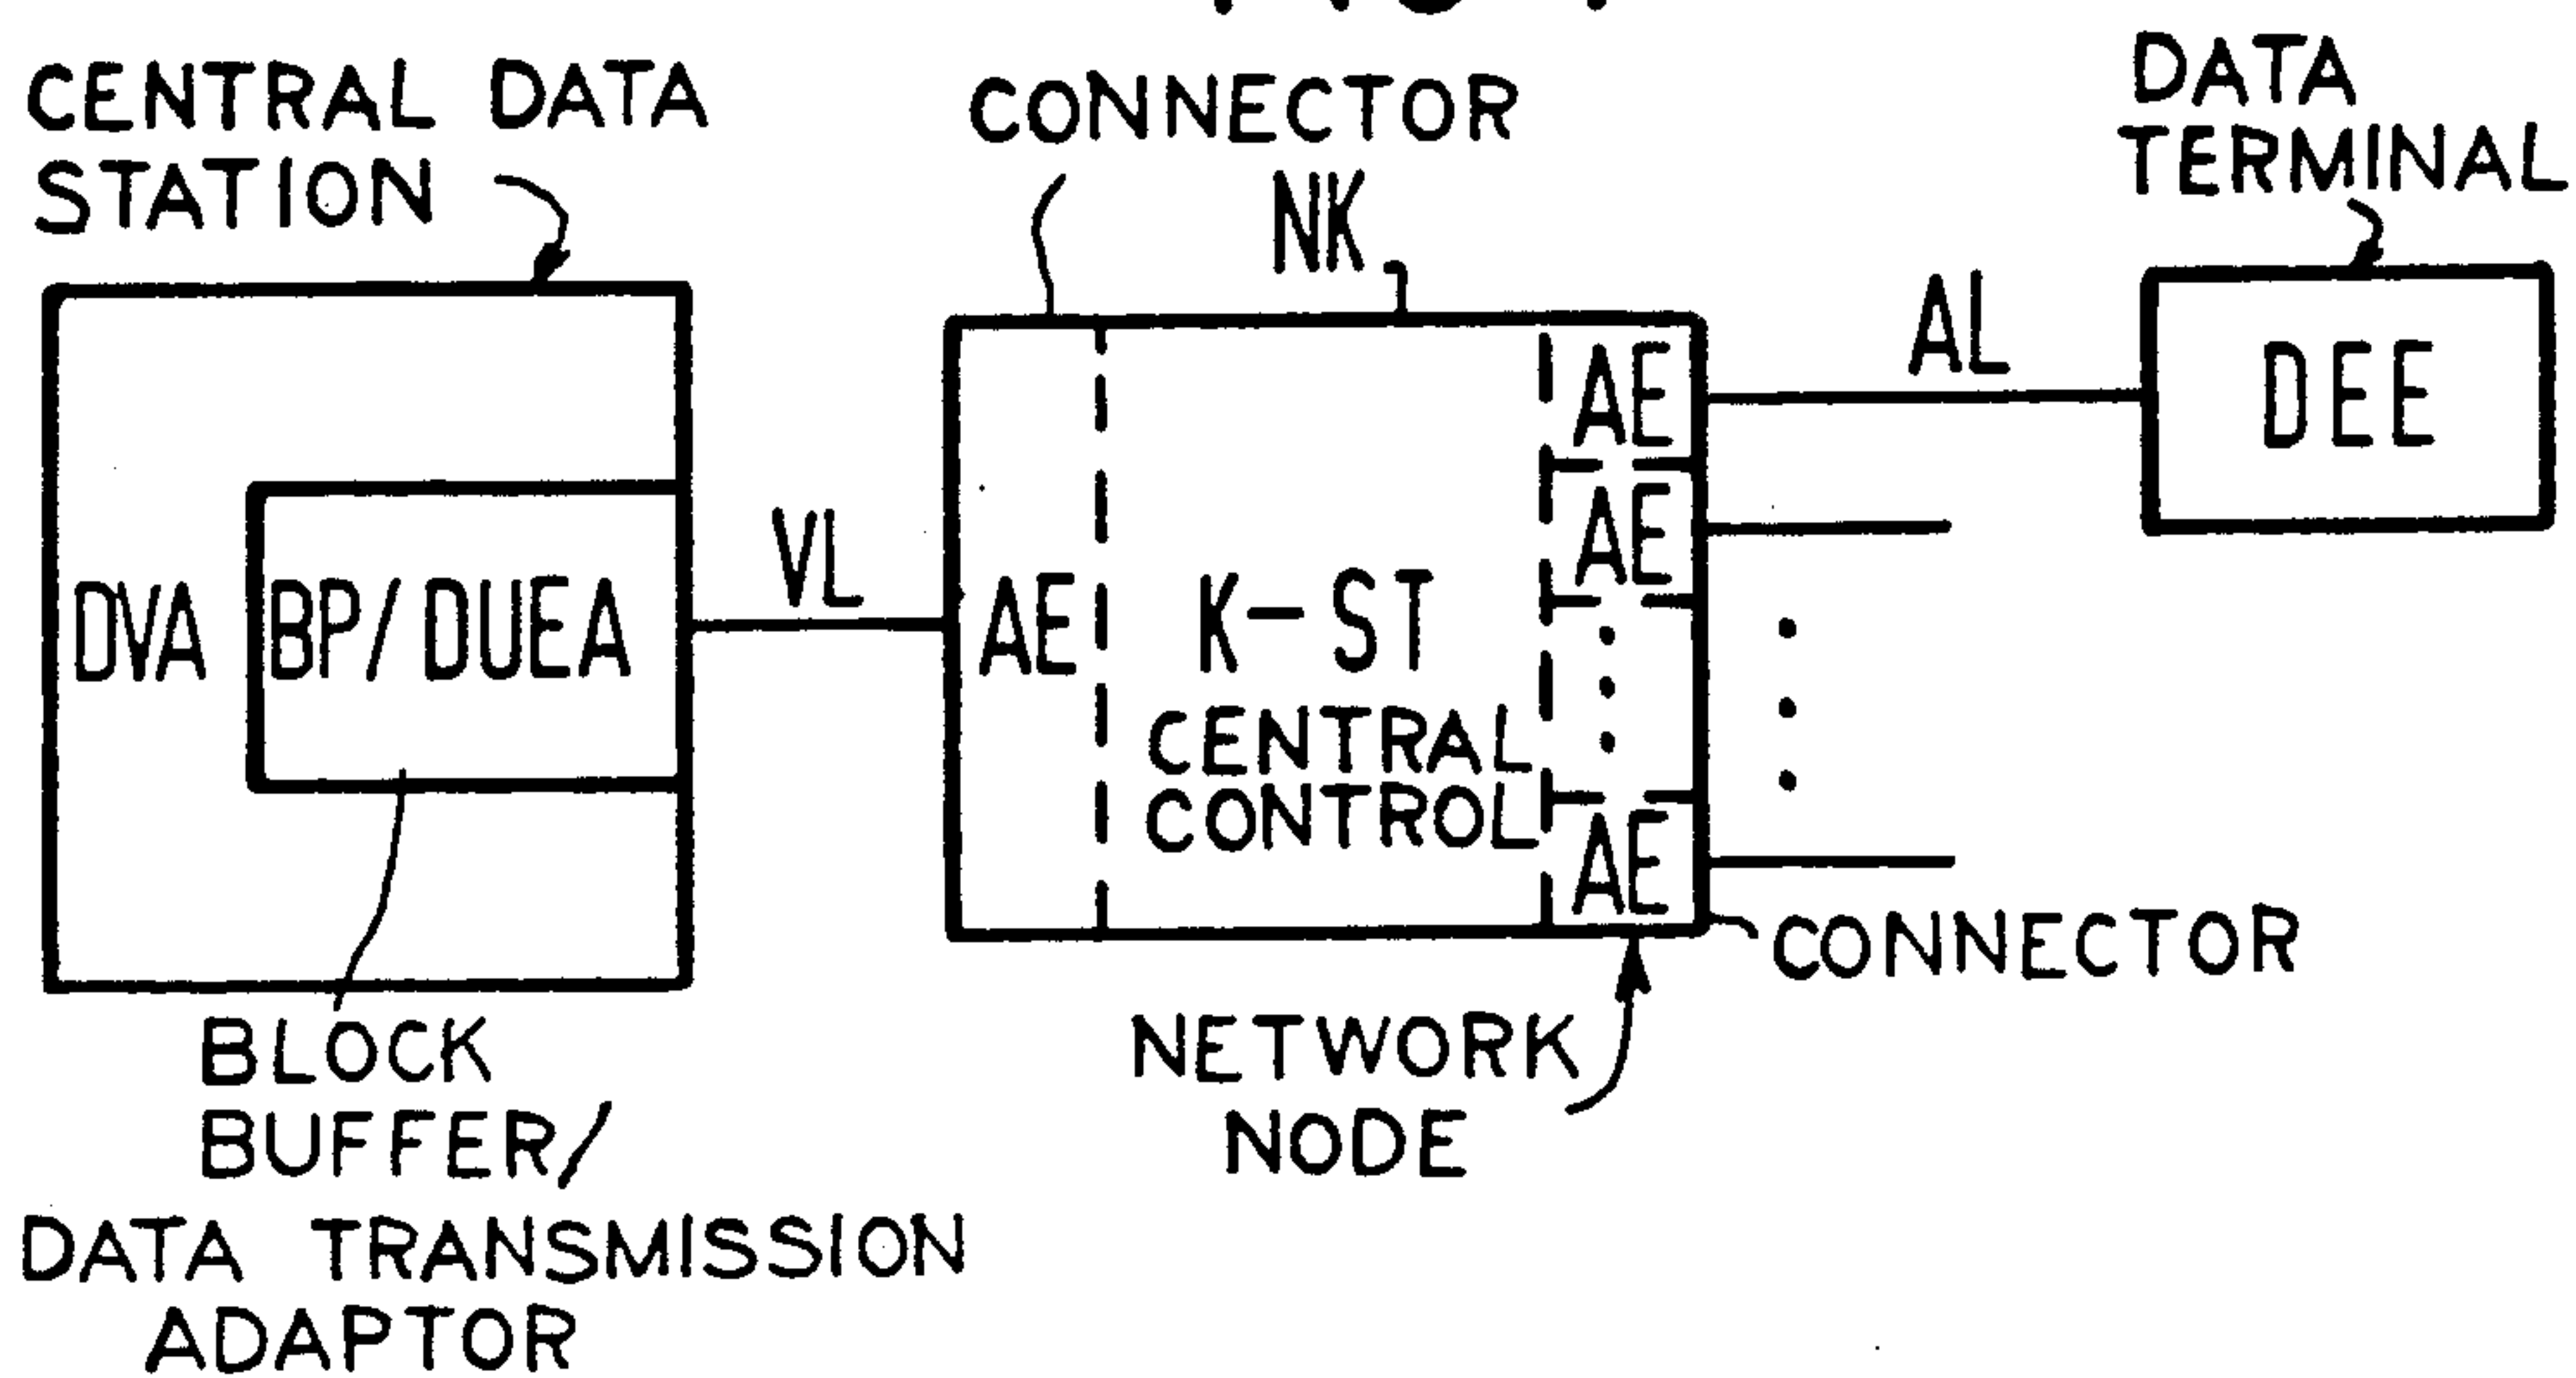 CENTRAL DATA
STATION
CONNECTOR
NK
DATA
TERMINAL
AL
DEE
DVA
BP/DUEA
VL
AE
K-ST
CENTRAL
CONTROL
AE
AE
AE
CONNECTOR
NETWORK
NODE
BLOCK
BUFFER/
DATA TRANSMISSION
ADAPTOR